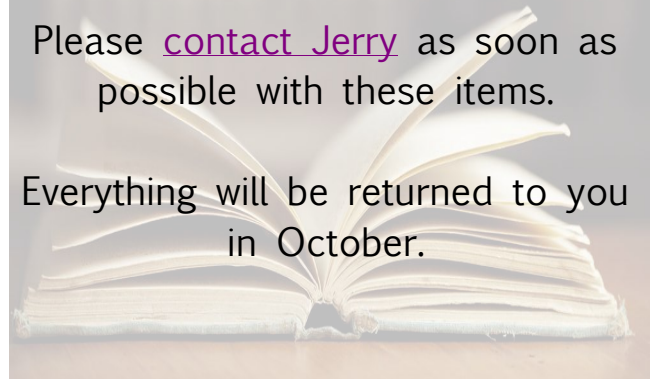 Please contact Jerry as soon as
possible with these items.
Everything will be returned to you
in October.